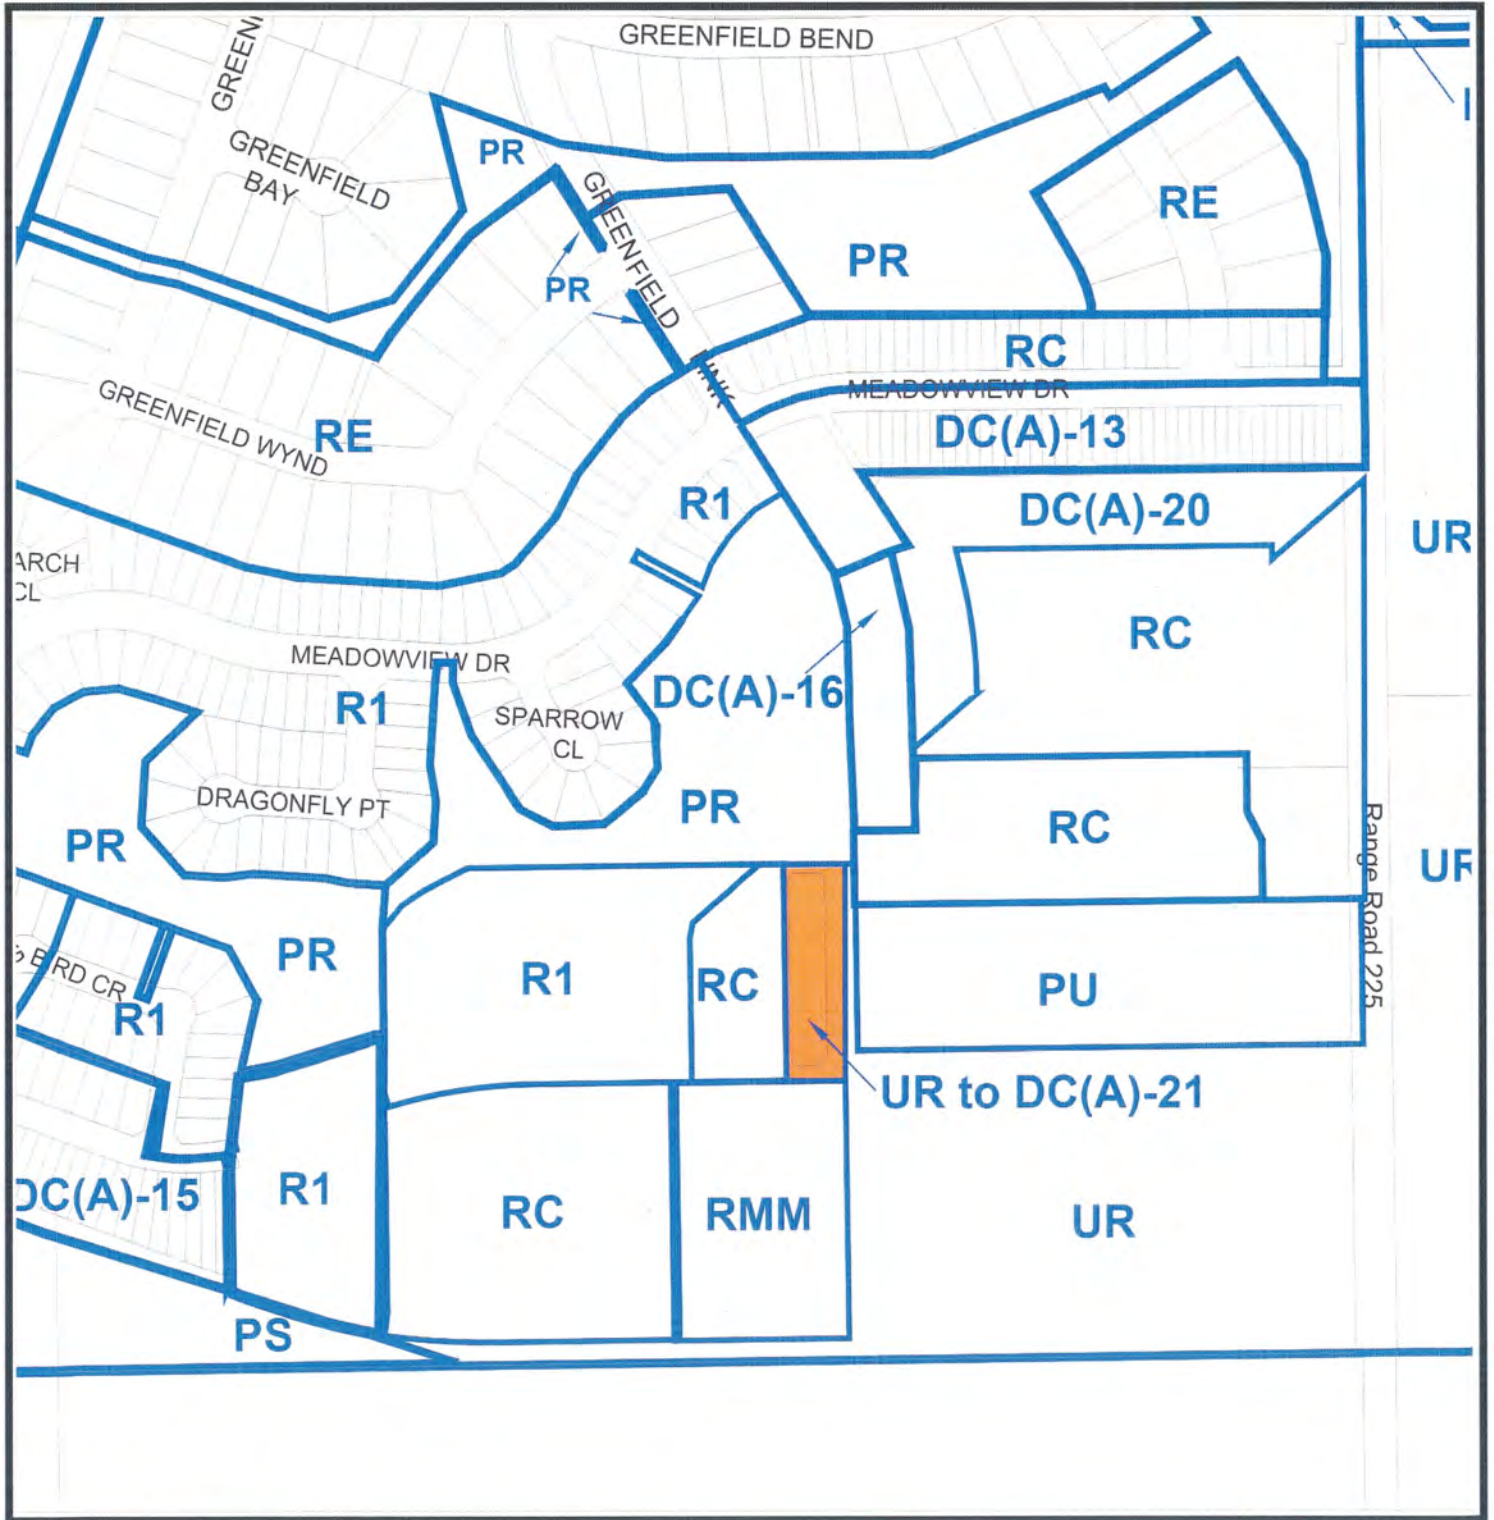 GREENFIELD BEND
GREENI
GREENFIELD
BAY
PR
GREENFIELD LINK
RE
PR
PR
RC
MEADOWVIEW DR
DC(A)-13
GREENFIELD WYND
RE
R1
DC(A)-20
UR
ARCH
CL
RC
MEADOWVIEW DR
DC(A)-16
R1
SPARROW
CL
DRAGONFLY PT
PR
RC
Range Road 225
PR
UR
PR
R1
RC
PU
BIRD CR
R1
UR to DC(A)-21
DC(A)-15
R1
RC
RMM
UR
PS